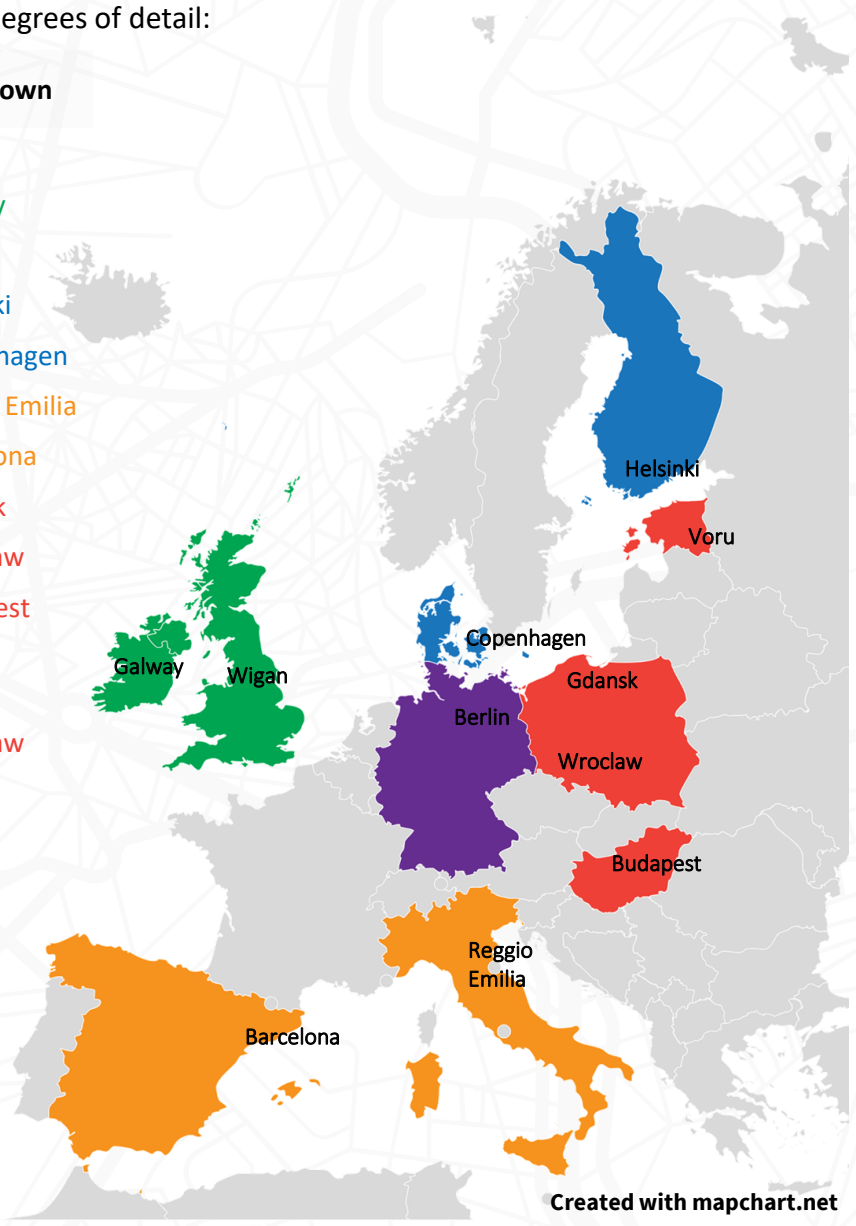 egrees of detail:
own
y
ki
hagen
Emilia
ona
k
aw
est
aw
Helsinki
Voru
Copenhagen
Galway
Wigan
Gdansk
Berlin
Wroclaw
Budapest
Reggio
Emilia
Barcelona
Created with mapchart.net